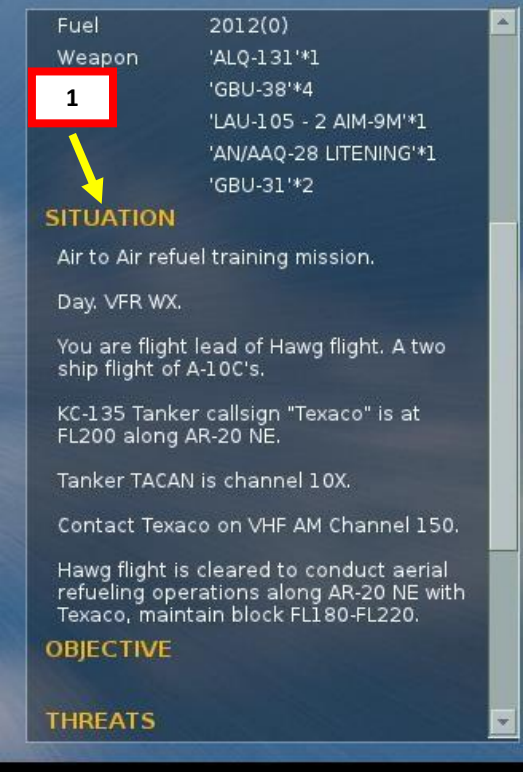 Fuel 2012(0)
Weapon 'ALQ-131'*1
1
'GBU-38'*4
'LAU-105 - 2 AIM-9M'*1
'AN/AAQ-28 LITENING'*1
'GBU-31'*2
SITUATION
Air to Air refuel training mission.
Day. VFR WX.
You are flight lead of Hawg flight. A two
ship flight of A-10C's.
KC-135 Tanker callsign "Texaco" is at
FL200 along AR-20 NE.
Tanker TACAN is channel 10X.
Contact Texaco on VHF AM Channel 150.
Hawg flight is cleared to conduct aerial
refueling operations along AR-20 NE with
Texaco, maintain block FL180-FL220.
OBJECTIVE
THREATS